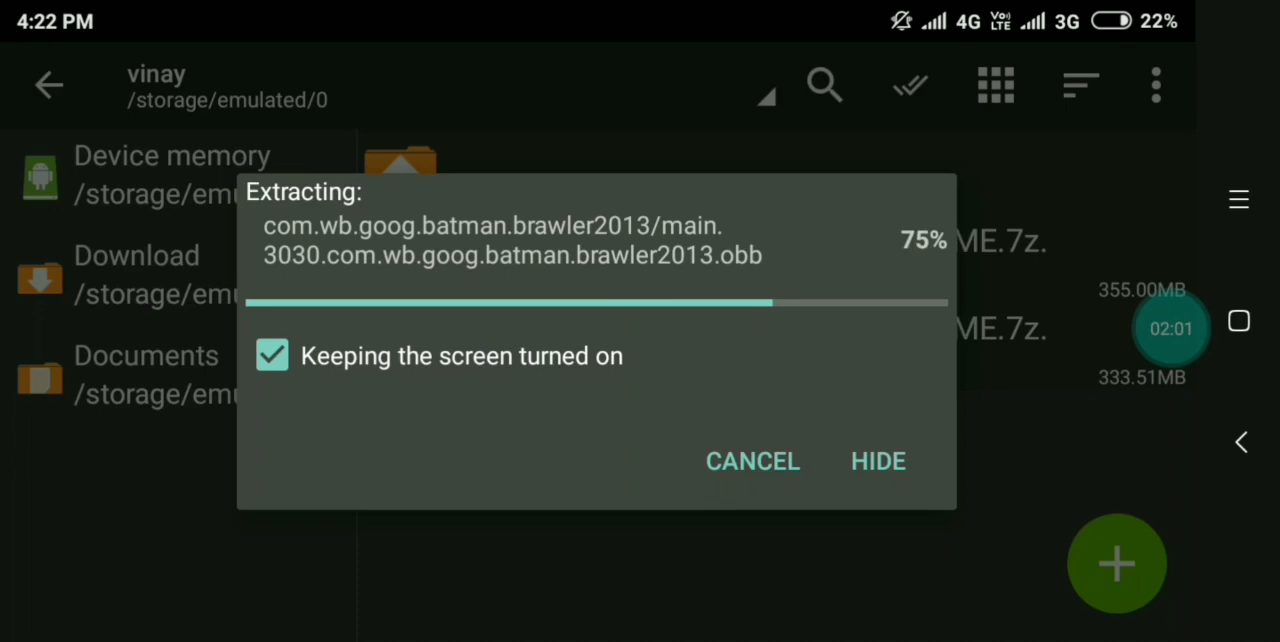 4:22 PM
4G Vo)) LTE 3G 22%
vinay
/storage/emulated/0
Device memory
/storage/emu
Download
/storage/emu
Documents
/storage/emu
Extracting:
com.wb.goog.batman.brawler2013/main.
3030.com.wb.goog.batman.brawler2013.obb
75%
Keeping the screen turned on
CANCEL HIDE
ME.7z.
355.00MB
ME.7z.
02:01
333.51MB